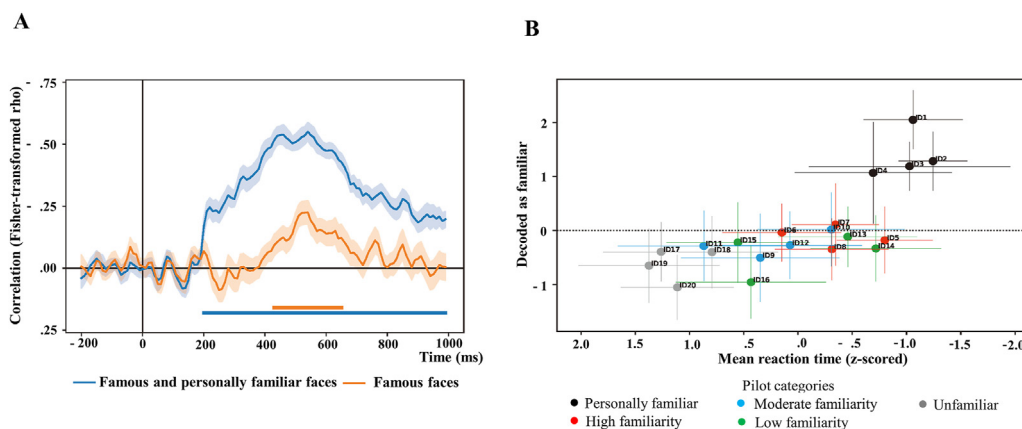 A
Correlation (Fisher-transformed rho)
- .75
- .50
-.25
.00
.25
- 200
0
200
400
600
800
1000
Time (ms)
Famous and personally familiar faces
Famous faces
B
Decoded as familiar
2
1
0
- 1
ID1
ID2
ID3
ID4
ID7
ID6
ID10
ID13
ID5
ID15
ID12
ID11
ID8
ID14
ID17
ID18
ID9
ID19
ID16
ID20
2.0
1.5
1.0
.5
.0
- .5
-1.0
-1.5
-2.0
Mean reaction time (z-scored)
Pilot categories
Personally familiar
Moderate familiarity
Unfamiliar
High familiarity
Low familiarity